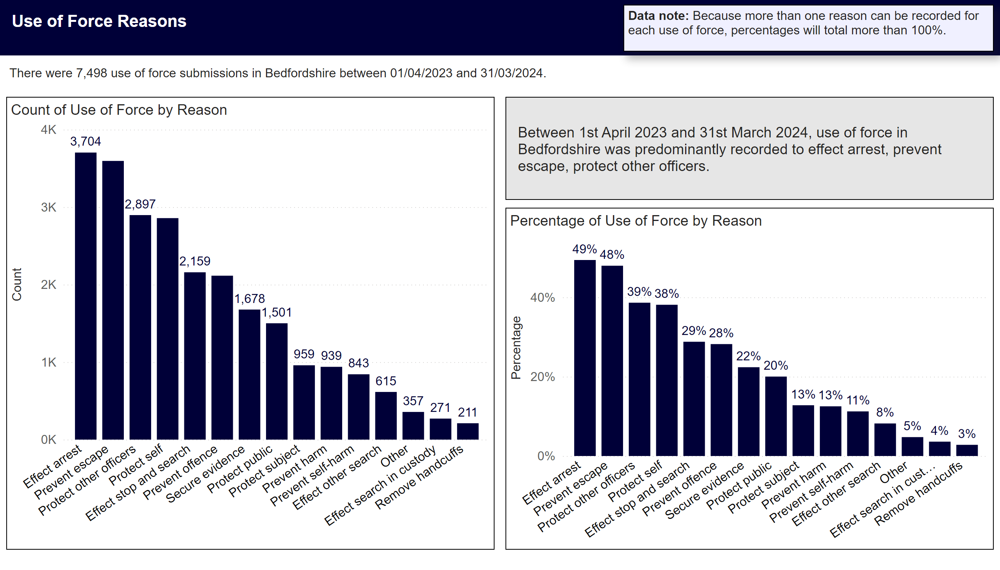 Use of Force Reasons
Data note: Because more than one reason can be recorded for
each use of force, percentages will total more than 100%.
There were 7,498 use of force submissions in Bedfordshire between 01/04/2023 and 31/03/2024.
Count of Use of Force by Reason
Count
4K
3K
2K
1K
0K
3,704
2,897
2,159
1,678
1,501
959
939
843
615
357
271
211
Effect arrest
Prevent escape
Protect other officers
Protect self
Effect stop and search
Prevent offence
Secure evidence
Protect public
Protect subject
Prevent harm
Prevent self-harm
Effect other search
Other
Effect search in custody
Remove handcuffs
Between 1st April 2023 and 31st March 2024, use of force in
Bedfordshire was predominantly recorded to effect arrest, prevent
escape, protect other officers.
Percentage of Use of Force by Reason
Percentage
40%
20%
0%
49%
48%
39%
38%
29%
28%
22%
20%
13%
13%
11%
8%
5%
4%
3%
Effect arrest
Prevent escape
Protect other officers
Protect self
Effect stop and search
Prevent offence
Secure evidence
Protect public
Protect subject
Prevent harm
Prevent self-harm
Effect other search
Other
Effect search in cust...
Remove handcuffs